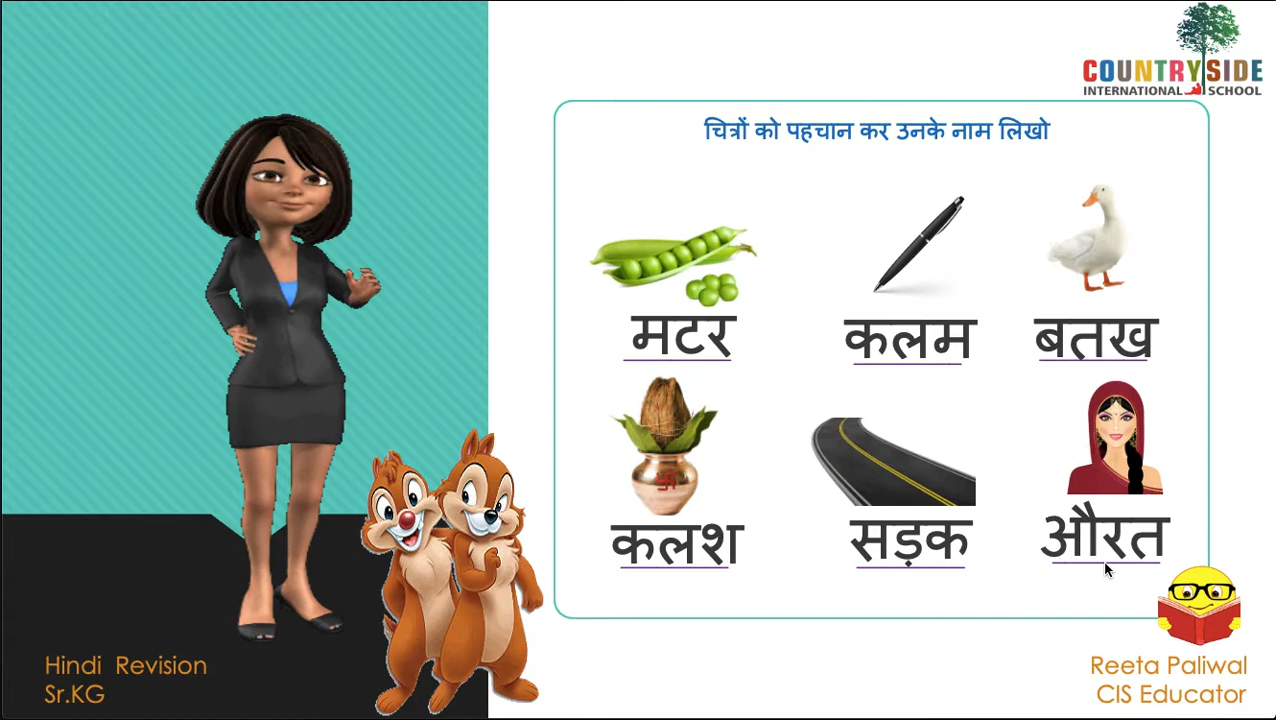 COUNTRYSIDE
INTERNATIONAL SCHOOL
चित्रों को पहचान कर उनके नाम लिखो
मटर
कलम
बतख
कलश
सड़क
औरत
Hindi Revision
Sr.KG
Reeta Paliwal
CIS Educator